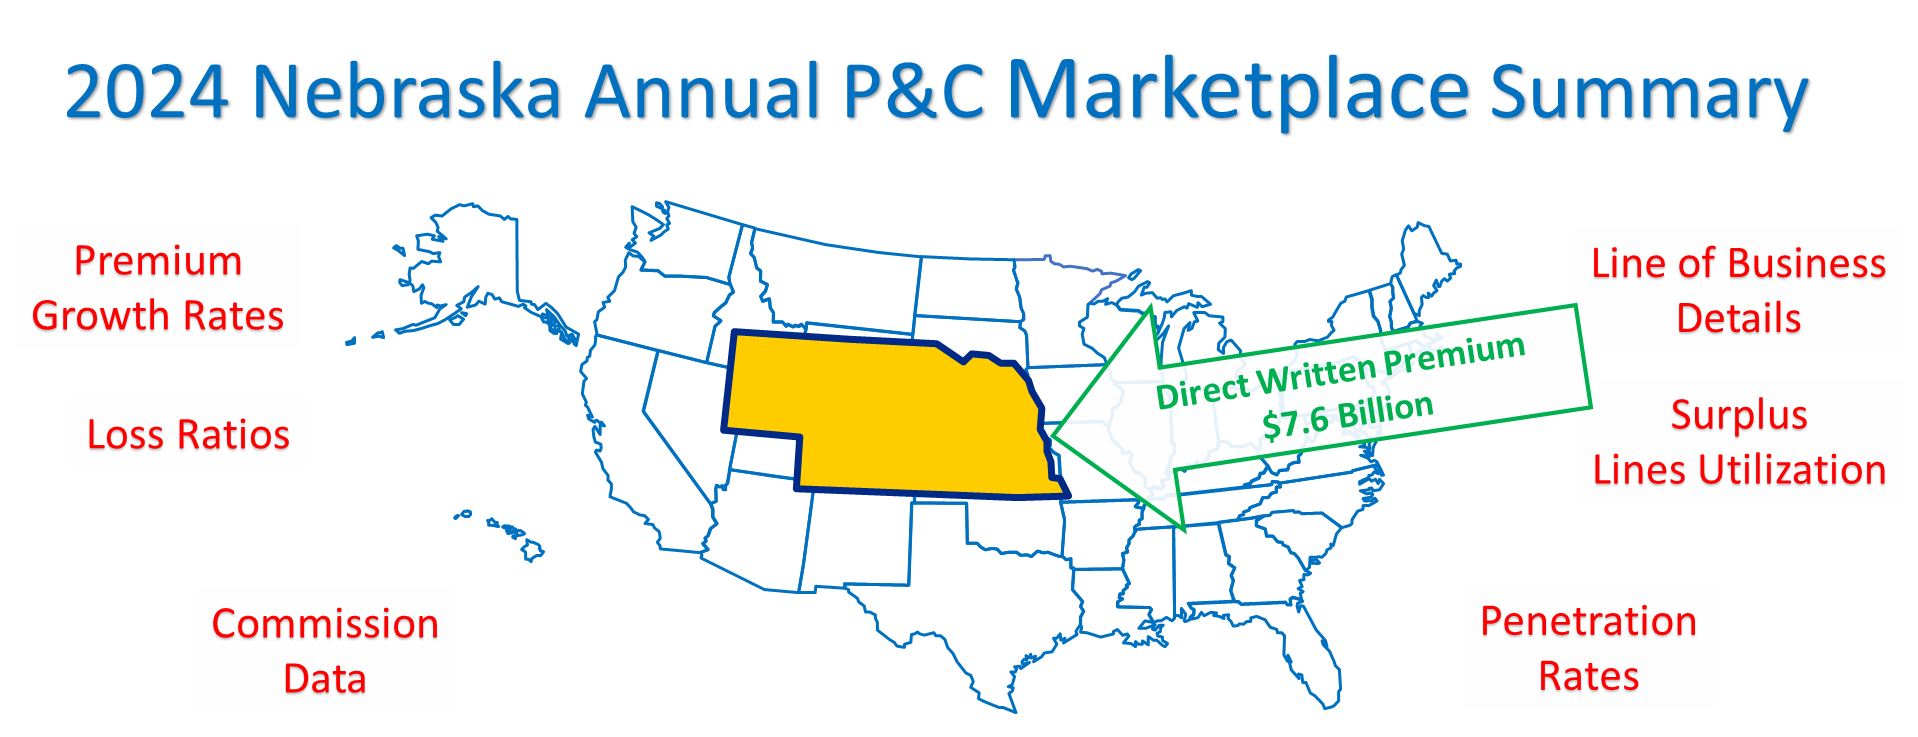 2024 Nebraska Annual P&C Marketplace Summary
Premium
Growth Rates
Loss Ratios
Commission
Data
Direct Written Premium
$7.6 Billion
Line of Business
Details
Surplus
Lines Utilization
Penetration
Rates